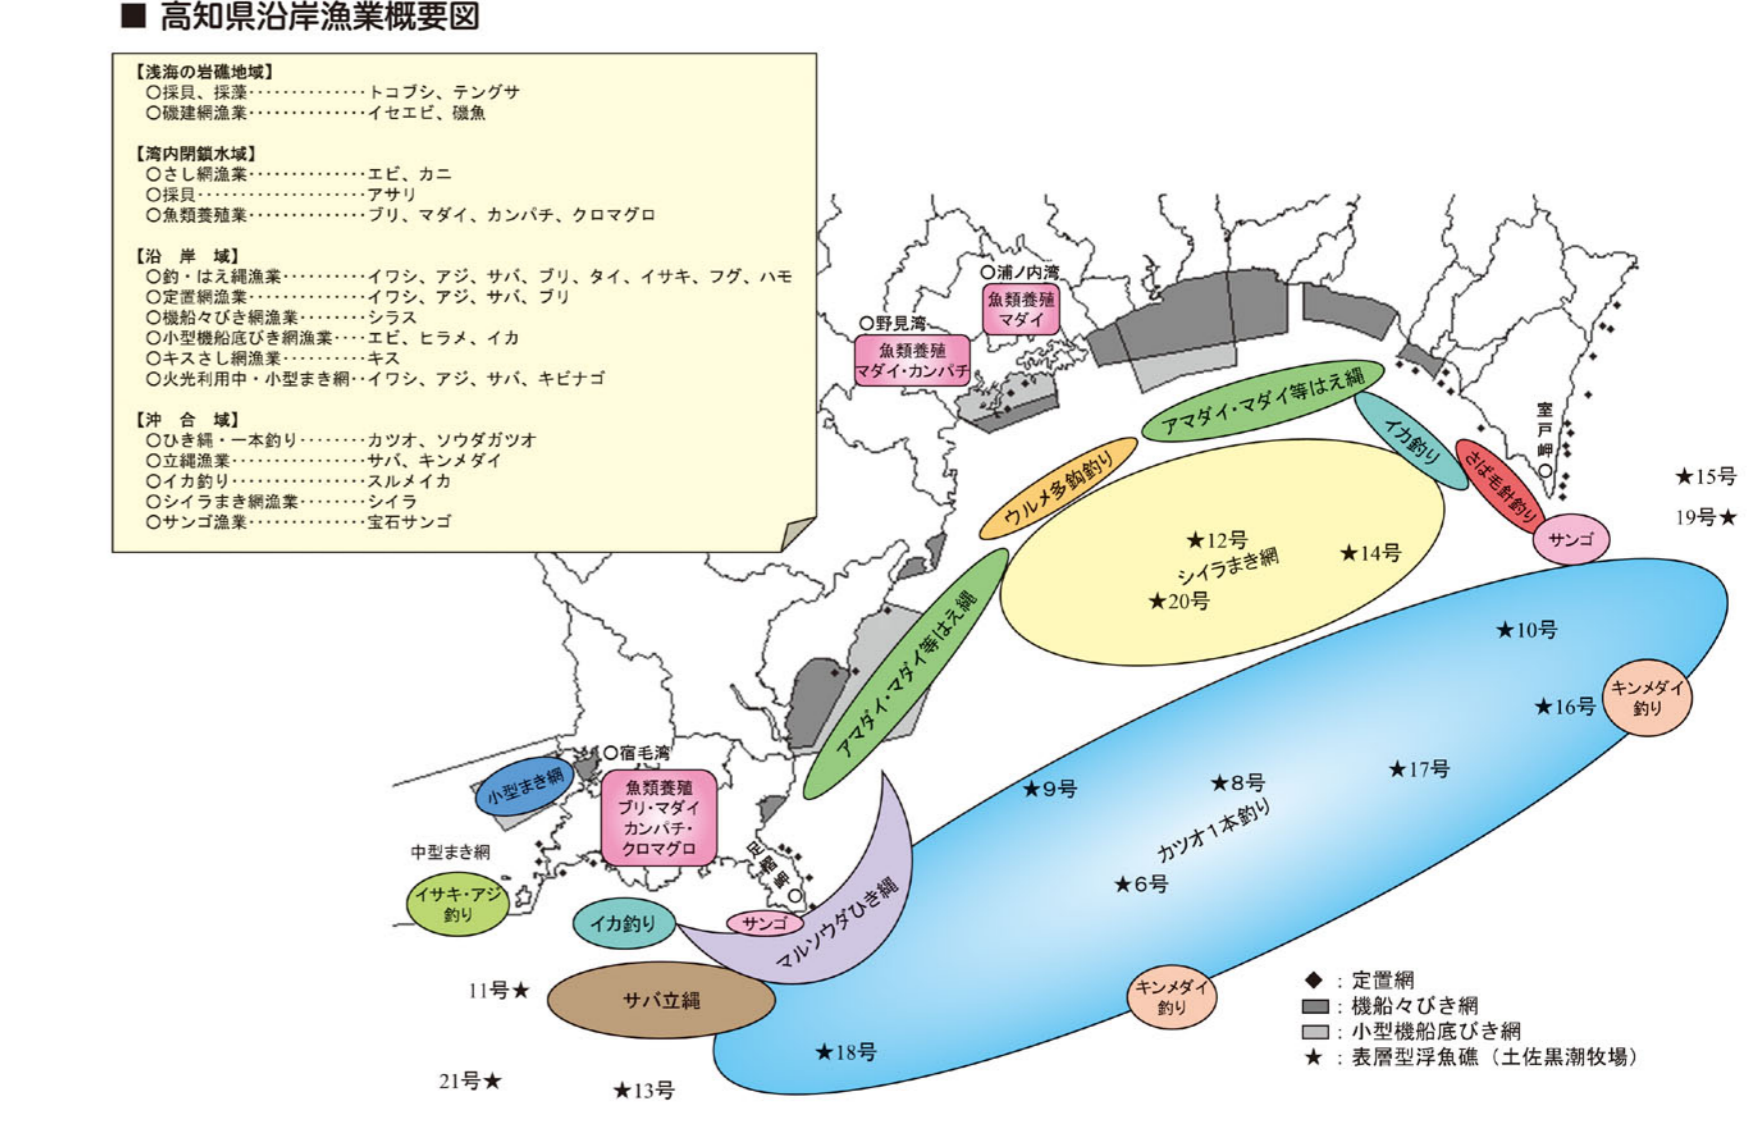 ■ 高知県沿岸漁業概要図
【浅海の岩礁地域】
○採貝、採藻‥‥‥‥‥‥‥トコブシ、テングサ
○磯建網漁業‥‥‥‥‥‥‥イセエビ、磯魚
【湾内閉鎖水域】
○さし網漁業‥‥‥‥‥‥‥エビ、カニ
○採貝‥‥‥‥‥‥‥‥‥‥アサリ
○魚類養殖業‥‥‥‥‥‥‥ブリ、マダイ、カンパチ、クロマグロ
【沿 岸 域】
○釣・はえ縄漁業‥‥‥‥‥イワシ、アジ、サバ、ブリ、タイ、イサキ、フグ、ハモ
○定置網漁業‥‥‥‥‥‥‥イワシ、アジ、サバ、ブリ
○機船々びき網漁業‥‥‥‥シラス
○小型機船底びき網漁業‥‥エビ、ヒラメ、イカ
○キスさし網漁業‥‥‥‥‥キス
○火光利用中・小型まき網‥イワシ、アジ、サバ、キビナゴ
【沖 合 域】
○ひき縄・一本釣り‥‥‥‥カツオ、ソウダガツオ
○立縄漁業‥‥‥‥‥‥‥‥サバ、キンメダイ
○イカ釣り‥‥‥‥‥‥‥‥スルメイカ
○シイラまき網漁業‥‥‥‥シイラ
○サンゴ漁業‥‥‥‥‥‥‥宝石サンゴ
○浦ノ内湾
魚類養殖
マダイ
○野見湾
魚類養殖
マダイ・カンパチ
アマダイ・マダイ等はえ縄
イカ釣り
さば毛針釣り
室戸岬○
サンゴ
★15号
19号★
ウルメ多鈎釣り
★12号
シイラまき網
★14号
★20号
アマダイ・マダイ等はえ縄
★10号
キンメダイ
釣り
★16号
★17号
★8号
★9号
カツオ1本釣り
★6号
○宿毛湾
魚類養殖
ブリ・マダイ
カンパチ・
クロマグロ
小型まき網
中型まき網
イサキ・アジ
釣り
イカ釣り
足摺岬○
サンゴ
マルソウダひき縄
サバ立縄
11号★
キンメダイ
釣り
★18号
21号★
★13号
◆：定置網
：機船々びき網
：小型機船底びき網
★：表層型浮魚礁（土佐黒潮牧場）